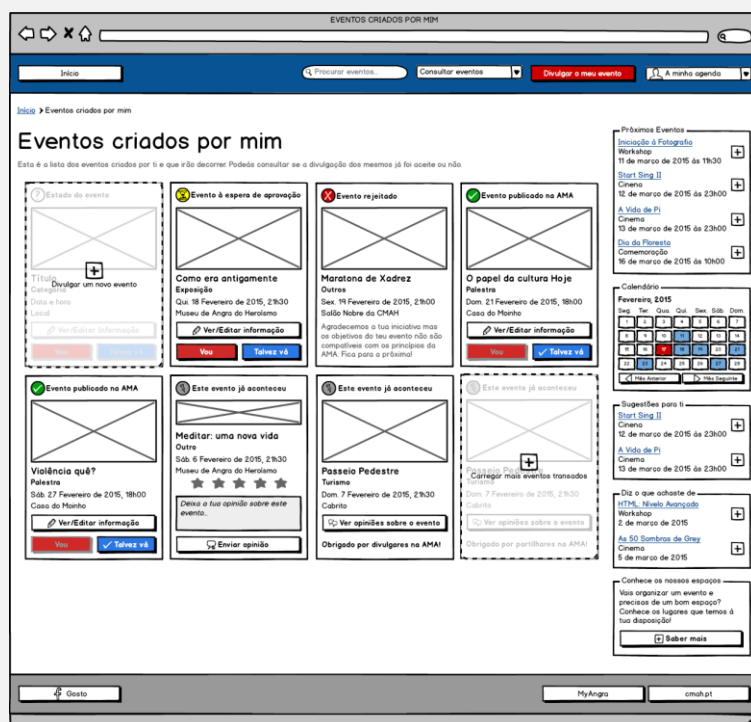 EVENTOS CRIADOS POR MIM
Início
Procurar eventos..
Consultar eventos
Divulgar o meu evento
A minha agenda
Início > Eventos criados por mim
Eventos criados por mim
Esta é a lista dos eventos criados por ti e que irão decorrer. Podeás consultar se a divulgação dos mesmos já foi aceite ou não.
? Estado do evento
Divulgar um novo evento
Título
Categoria
Data e hora
Local
Ver/Editar Informação
Vou
Talvez vá
Evento à espera de aprovação
Como era antigamente
Exposição
Qui. 18 Fevereiro de 2015, 21h30
Museu de Angra do Heroísmo
Ver/Editar informação
Vou
Talvez vá
Evento rejeitado
Maratona de Xadrez
Outros
Sex. 19 Fevereiro de 2015, 21h00
Salão Nobre da CMAH
Agradecemos a tua iniciativa mas
os objetivos do teu evento não são
compatíveis com os princípios da
AMA. Fica para a próxima!
Evento publicado na AMA
O papel da cultura Hoje
Palestra
Dom. 21 Fevereiro de 2015, 18h00
Casa do Moinho
Ver/Editar informação
Vou
Talvez vá
Evento publicado na AMA
Violência quê?
Palestra
Sáb. 27 Fevereiro de 2015, 18h00
Casa do Moinho
Ver/Editar informação
Vou
Talvez vá
Este evento já aconteceu
Meditar: uma nova vida
Outro
Sáb. 6 Fevereiro de 2015, 21h30
Museu de Angra do Heroísmo
Deixa a tua opinião sobre este
evento..
Enviar opinião
Este evento já aconteceu
Passeio Pedestre
Turismo
Dom. 7 Fevereiro de 2015, 21h30
Cabrito
Ver opiniões sobre o evento
Obrigado por divulgares na AMA!
Este evento já aconteceu
Passeio Pedestre
Carregar mais eventos transados
Turismo
Dom. 7 Fevereiro de 2015, 21h30
Cabrito
Ver opiniões sobre o evento
Obrigado por partilhares na AMA!
Próximos Eventos
Iniciação à Fotografia
Workshop
11 de março de 2015 às 11h30
Start Sing II
Cinema
12 de março de 2015 às 23h00
A Vida de Pi
Cinema
13 de março de 2015 às 23h00
Dia da Floresta
Comemoração
16 de março de 2015 às 10h00
Calendário
Fevereiro, 2015
Seg. Ter. Qua. Qui. Sex. Sáb. Dom.
Mês Anterior
Mês Seguinte
Sugestões para ti
Start Sing II
Cinema
12 de março de 2015 às 23h00
A Vida de Pi
Cinema
13 de março de 2015 às 23h00
Diz o que achaste de
HTML: Nível Avançado
Workshop
2 de março de 2015
As 50 Sombras de Grey
Cinema
5 de março de 2015
Conhece os nossos espaços
Vais organizar um evento e
precisas de um bom espaço?
Conhece os lugares que temos à
tua disposição!
Saber mais
Gosto
MyAngra
cmah.pt